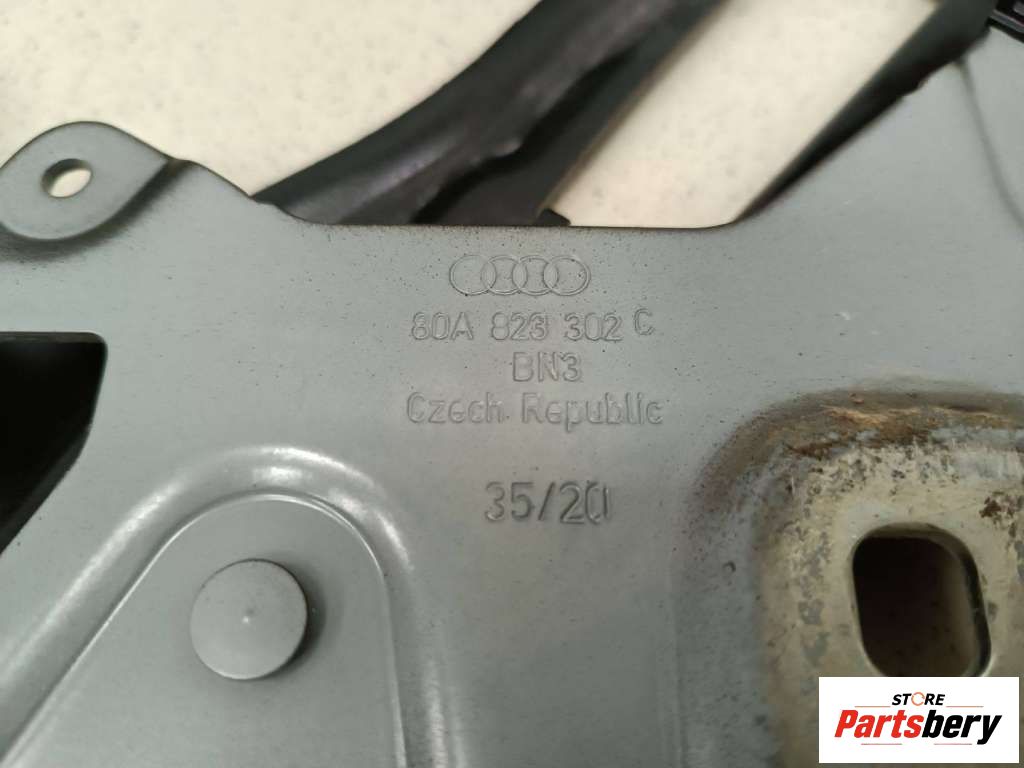 80A 823 302 C
BN3
Czech Republic
35/20
STORE
Partsbery